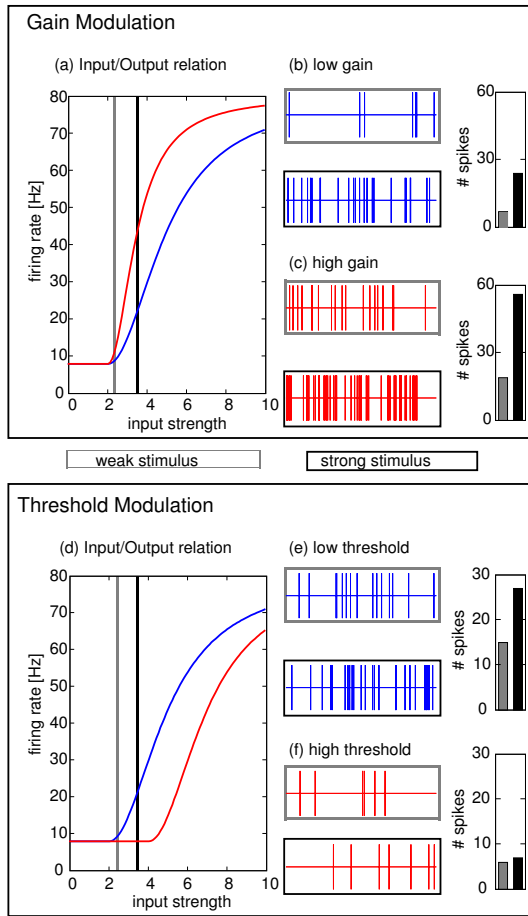 Gain Modulation
(a) Input/Output relation
(b) low gain
firing rate [Hz]
80
70
60
50
40
30
20
10
0
0 2 4 6 8 10
input strength
# spikes
60
30
0
(c) high gain
# spikes
60
30
0
weak stimulus
strong stimulus
Threshold Modulation
(d) Input/Output relation
(e) low threshold
firing rate [Hz]
80
70
60
50
40
30
20
10
0
0 2 4 6 8 10
input strength
# spikes
30
20
10
0
(f) high threshold
# spikes
30
20
10
0